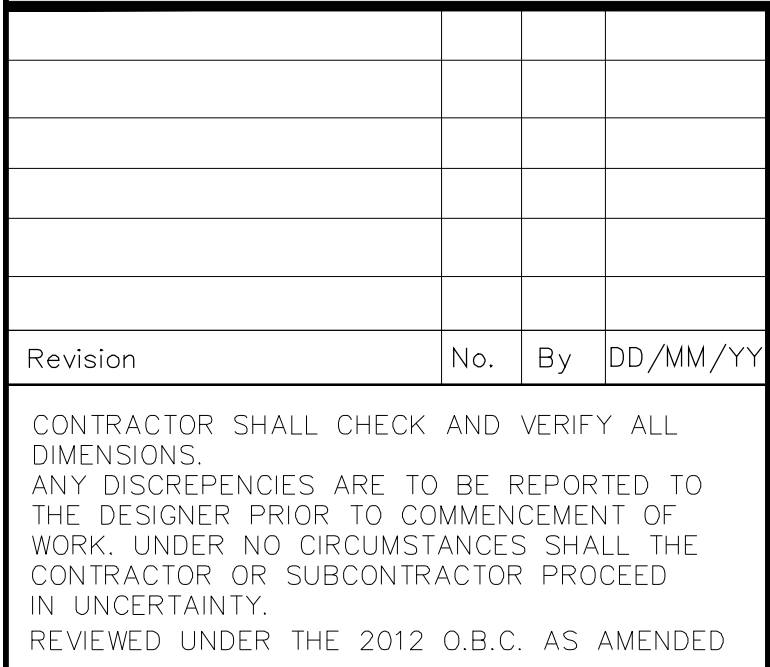 Revision No. By DD/MM/YY
CONTRACTOR SHALL CHECK AND VERIFY ALL
DIMENSIONS.
ANY DISCREPENCIES ARE TO BE REPORTED TO
THE DESIGNER PRIOR TO COMMENCEMENT OF
WORK. UNDER NO CIRCUMSTANCES SHALL THE
CONTRACTOR OR SUBCONTRACTOR PROCEED
IN UNCERTAINTY.
REVIEWED UNDER THE 2012 O.B.C. AS AMENDED